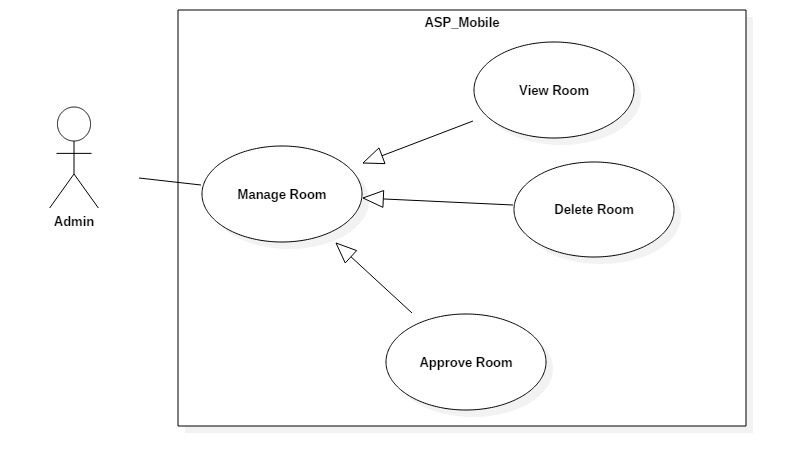 ASP_Mobile
View Room
Manage Room
Delete Room
Admin
Approve Room